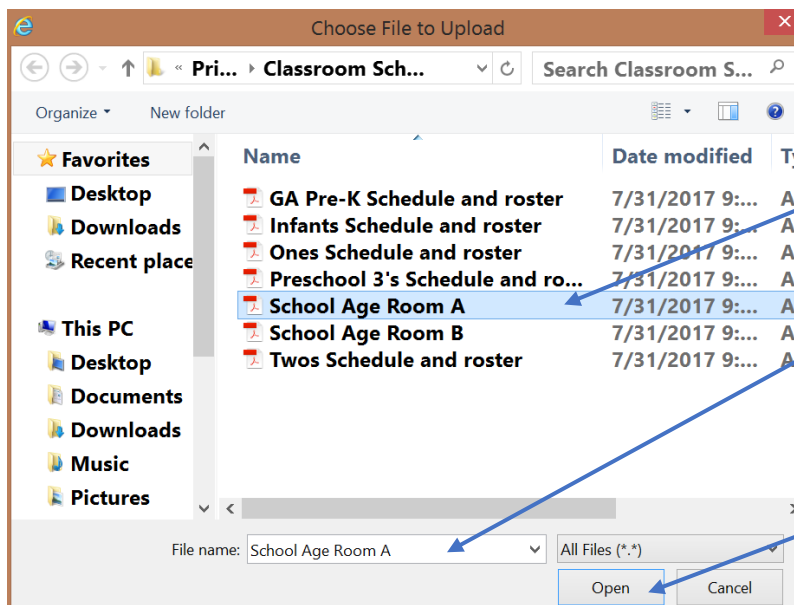 Choose File to Upload
« Pri... Classroom Sch... Search Classroom S...
Organize New folder
Name Date modified
Favorites
Desktop
Downloads
Recent place
This PC
Desktop
Documents
Downloads
Music
Pictures
GA Pre-K Schedule and roster 7/31/2017 9:...
Infants Schedule and roster 7/31/2017 9:...
Ones Schedule and roster 7/31/2017 9:...
Preschool 3's Schedule and ro... 7/31/2017 9:...
School Age Room A 7/31/2017 9:...
School Age Room B 7/31/2017 9:...
Twos Schedule and roster 7/31/2017 9:...
File name: School Age Room A All Files (*.*)
Open Cancel